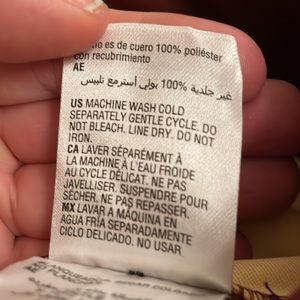 no es de cuero 100% poliéster
con recubrimiento
AE
غير جلدية 100% بولي أستر مع تلبيس
US MACHINE WASH COLD
SEPARATELY GENTLE CYCLE. DO
NOT BLEACH. LINE DRY. DO NOT
IRON.
CA LAVER SÉPARÉMENT À
LA MACHINE À L'EAU FROIDE
AU CYCLE DÉLICAT. NE PAS
JAVELLISER. SUSPENDRE POUR
SÉCHER. NE PAS REPASSER.
MX LAVAR A MÁQUINA EN
AGUA FRÍA SEPARADAMENTE
CICLO DELICADO. NO USAR